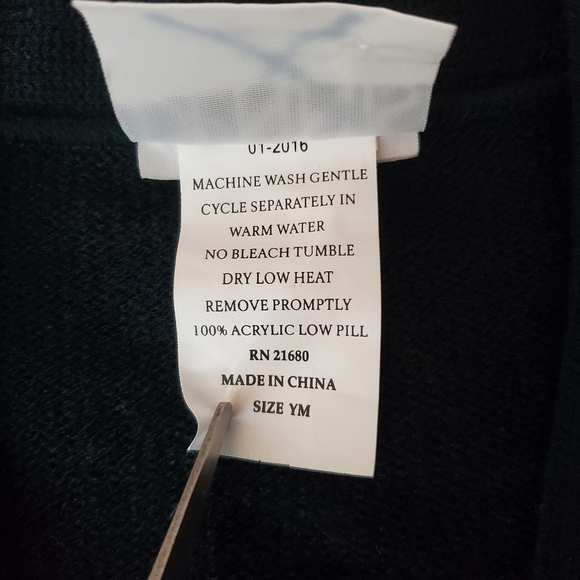 01-2016
MACHINE WASH GENTLE
CYCLE SEPARATELY IN
WARM WATER
NO BLEACH TUMBLE
DRY LOW HEAT
REMOVE PROMPTLY
100% ACRYLIC LOW PILL
RN 21680
MADE IN CHINA
SIZE YM